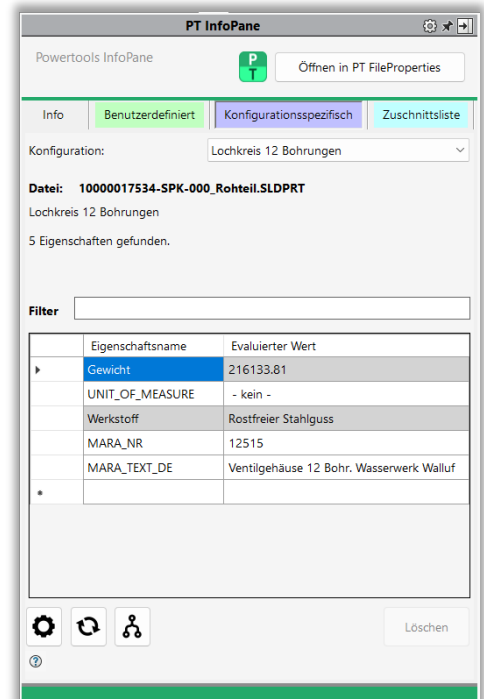 PT InfoPane
Powertools InfoPane
P
T
Öffnen in PT FileProperties
Info Benutzerdefiniert Konfigurationsspezifisch Zuschnittsliste
Konfiguration: Lochkreis 12 Bohrungen
Datei: 10000017534-SPK-000_Rohteil.SLDPRT
Lochkreis 12 Bohrungen
5 Eigenschaften gefunden.
Filter
Eigenschaftsname Evaluierter Wert
Gewicht 216133.81
UNIT_OF_MEASURE - kein -
Werkstoff Rostfreier Stahlguss
MARA_NR 12515
MARA_TEXT_DE Ventilgehäuse 12 Bohr. Wasserwerk Walluf
*
Löschen
?